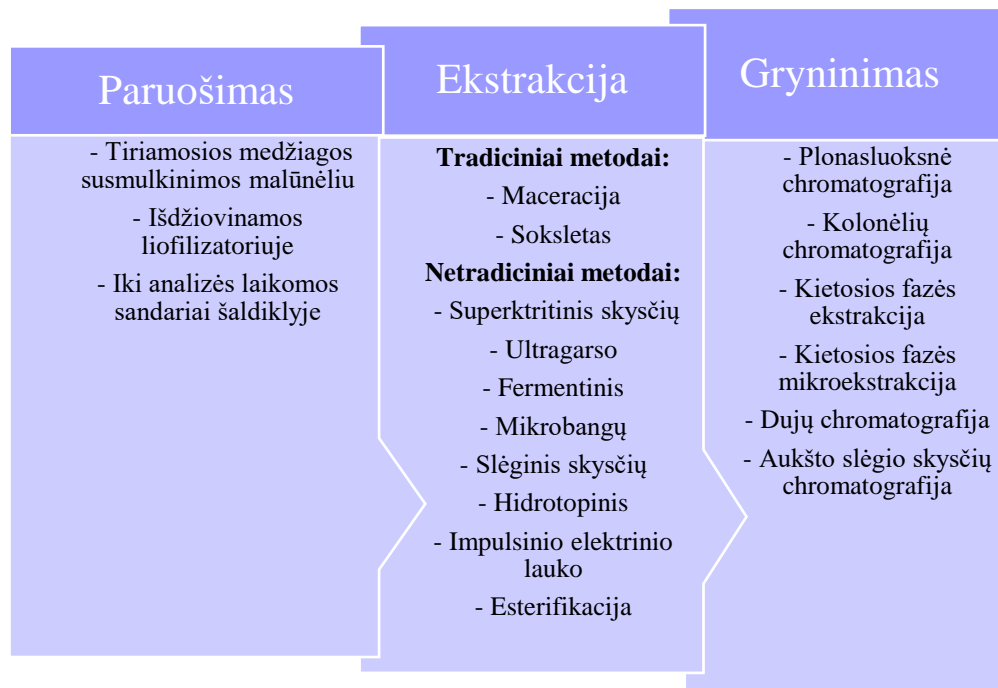 Paruošimas
- Tiriamosios medžiagos
susmulkinimos malūnėliu
- Išdžiovinamos
liofilizatoriuje
- Iki analizės laikomos
sandariai šaldiklyje
Ekstrakcija
Tradiciniai metodai:
- Maceracija
- Soksletas
Netradiciniai metodai:
- Superktritinis skysčių
- Ultragarso
- Fermentinis
- Mikrobangų
- Slėginis skysčių
- Hidrotopinis
- Impulsinio elektrinio
lauko
- Esterifikacija
Gryninimas
- Plonasluoksnė
chromatografija
- Kolonėlių
chromatografija
- Kietosios fazės
ekstrakcija
- Kietosios fazės
mikroekstrakcija
- Dujų chromatografija
- Aukšto slėgio skysčių
chromatografija